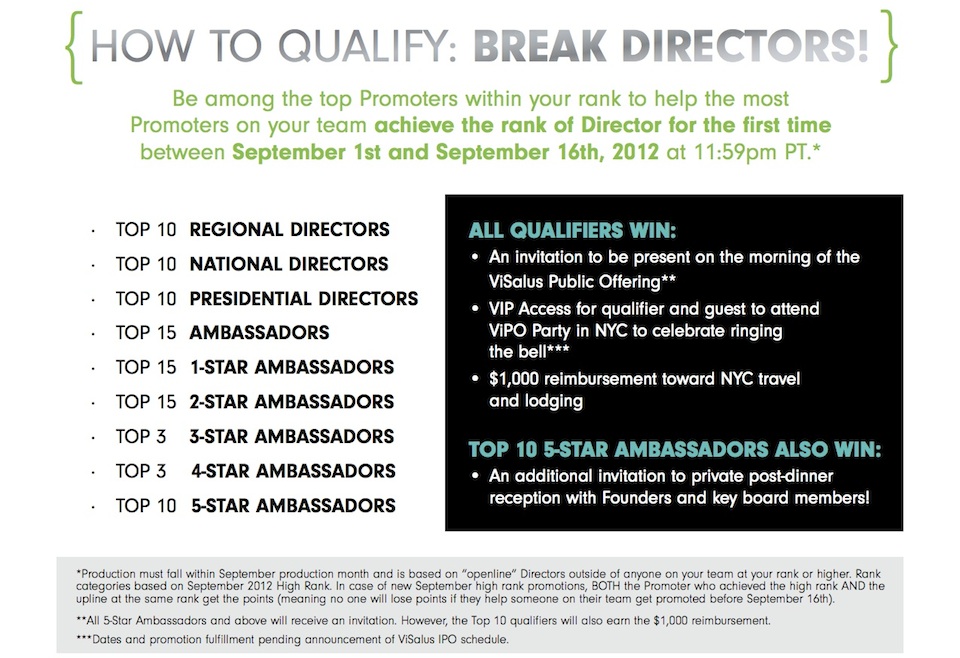 { HOW TO QUALIFY: BREAK DIRECTORS! }
Be among the top Promoters within your rank to help the most
Promoters on your team achieve the rank of Director for the first time
between September 1st and September 16th, 2012 at 11:59pm PT.*
· TOP 10 REGIONAL DIRECTORS
· TOP 10 NATIONAL DIRECTORS
· TOP 10 PRESIDENTIAL DIRECTORS
· TOP 15 AMBASSADORS
· TOP 15 1-STAR AMBASSADORS
· TOP 15 2-STAR AMBASSADORS
· TOP 3 3-STAR AMBASSADORS
· TOP 3 4-STAR AMBASSADORS
· TOP 10 5-STAR AMBASSADORS
ALL QUALIFIERS WIN:
• An invitation to be present on the morning of the
ViSalus Public Offering**
• VIP Access for qualifier and guest to attend
ViPO Party in NYC to celebrate ringing
the bell***
• $1,000 reimbursement toward NYC travel
and lodging
TOP 10 5-STAR AMBASSADORS ALSO WIN:
• An additional invitation to private post-dinner
reception with Founders and key board members!
*Production must fall within September production month and is based on "openline" Directors outside of anyone on your team at your rank or higher. Rank
categories based on September 2012 High Rank. In case of new September high rank promotions, BOTH the Promoter who achieved the high rank AND the
upline at the same rank get the points (meaning no one will lose points if they help someone on their team get promoted before September 16th).
**All 5-Star Ambassadors and above will receive an invitation. However, the Top 10 qualifiers will also earn the $1,000 reimbursement.
***Dates and promotion fulfillment pending announcement of ViSalus IPO schedule.